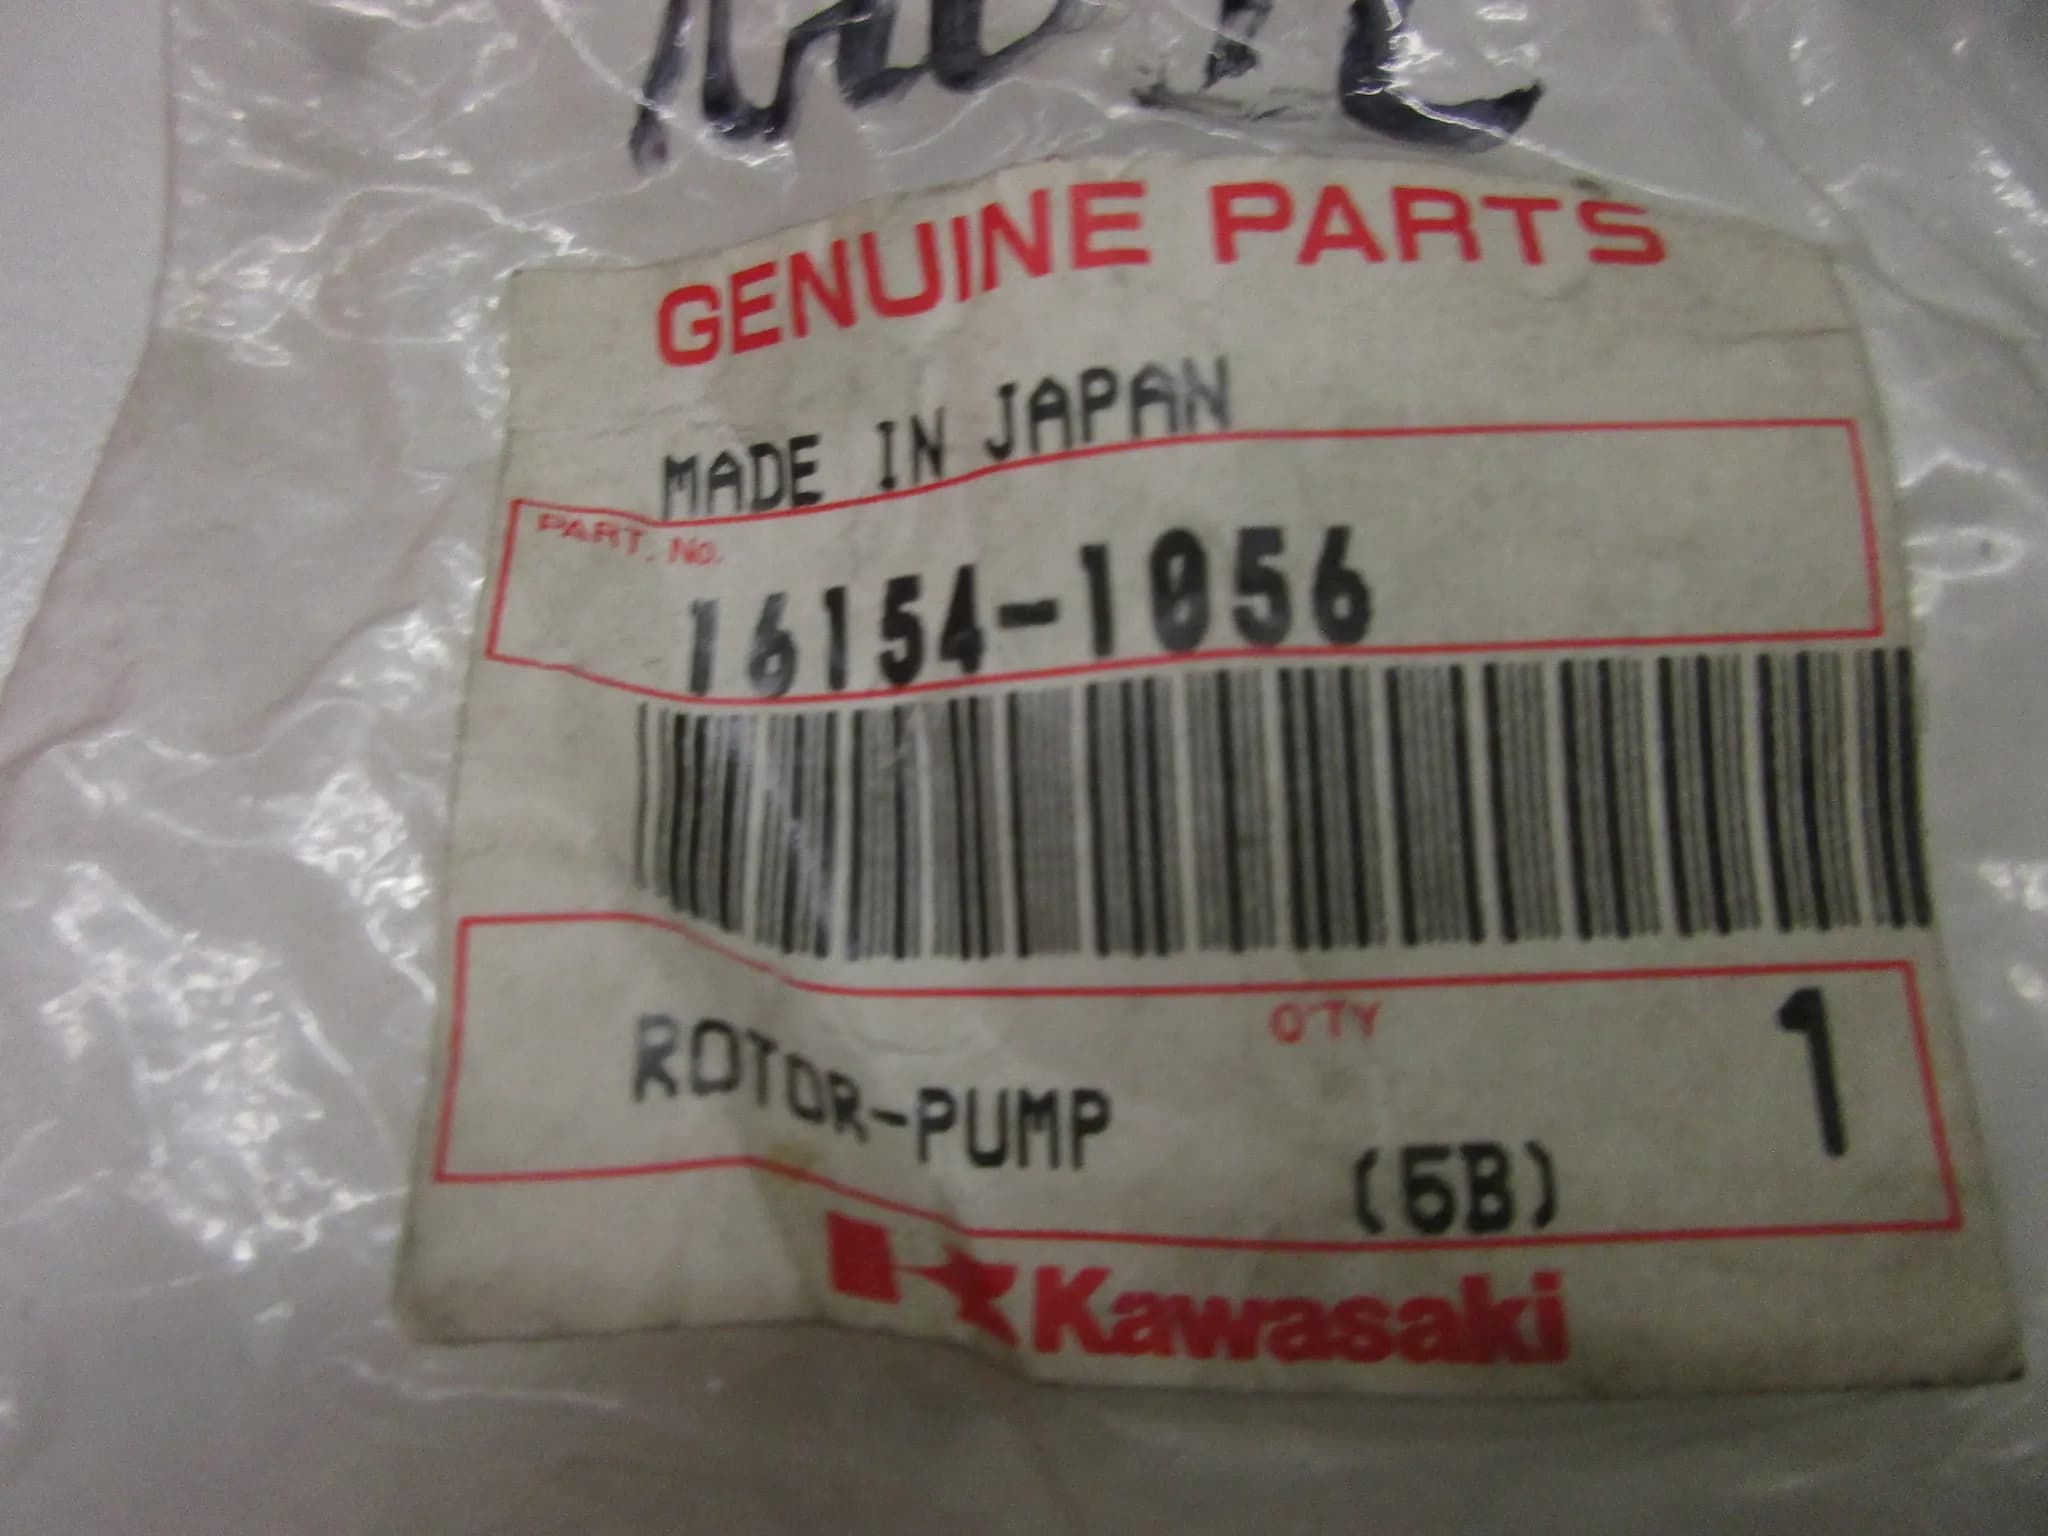 GENUINE PARTS
MADE IN JAPAN
PART. No.
16154-1056
Q'TY
1
ROTOR-PUMP
(5B)
Kawasaki